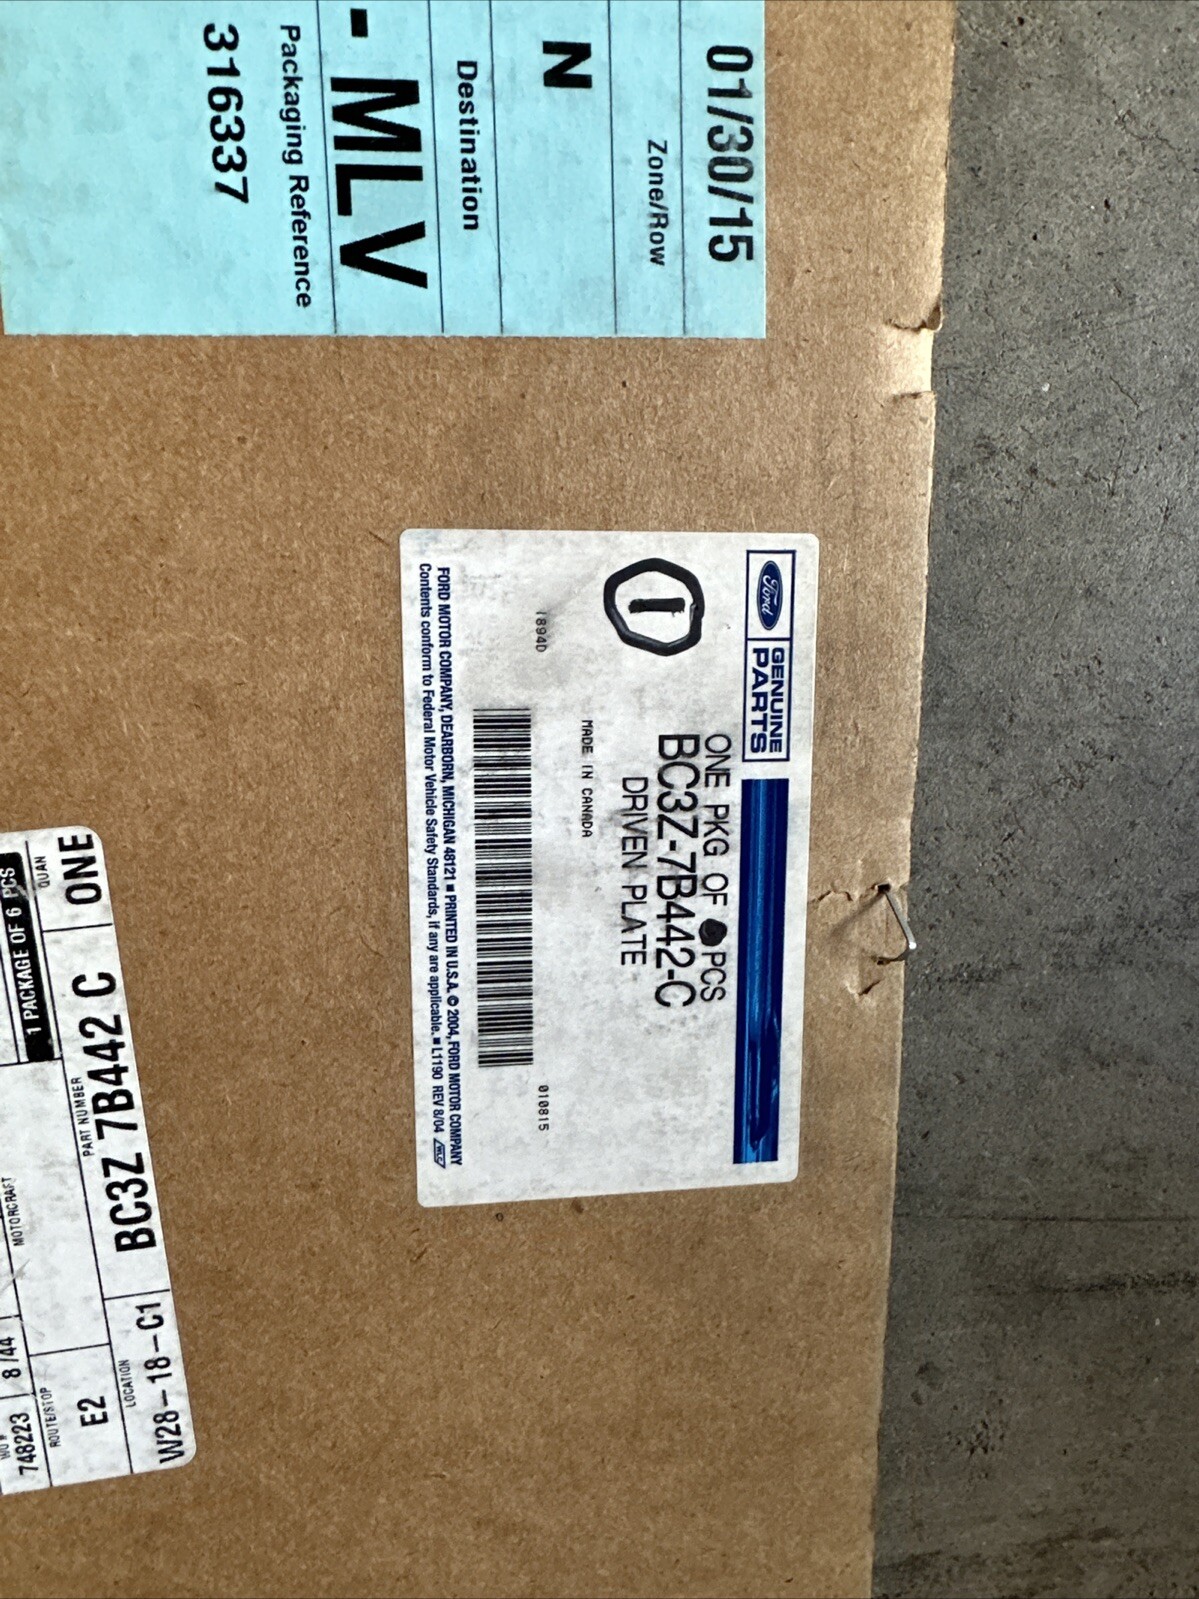 01/30/15
Zone/Row
N
Destination
- MLV
Packaging Reference
316337
Ford
GENUINE
PARTS
ONE PKG OF PCS
BC3Z-7B442-C
DRIVEN PLATE
1
MADE IN CANADA
1894D
010815
FORD MOTOR COMPANY, DEARBORN, MICHIGAN 48121 ■ PRINTED IN U.S.A. © 2004, FORD MOTOR COMPANY
Contents conform to Federal Motor Vehicle Safety Standards, if any are applicable. ■ L1190 REV 8/04
QUAN
ONE
1 PACKAGE OF 6 PCS
PART NUMBER
BC3Z 7B442 C
MOTORCRAFT
LOCATION
W28-18-C1
ROUTE/STOP
E2
8/44
748223